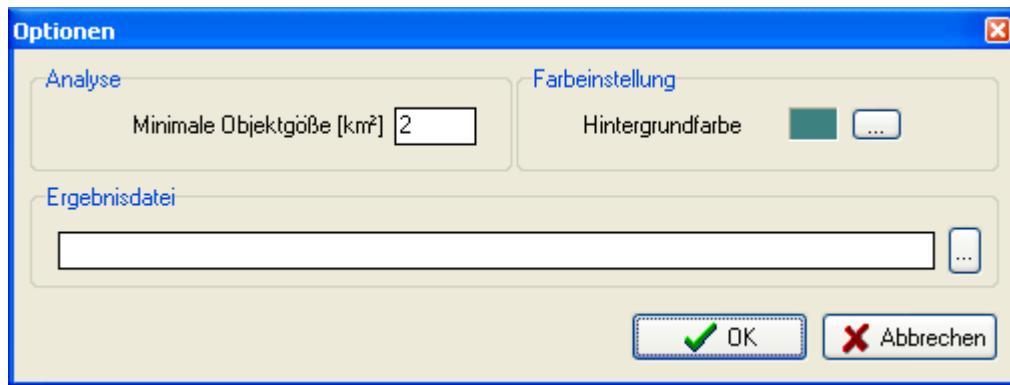 Optionen
Analyse
Minimale Objektgöße [km²] 2
Farbeinstellung
Hintergrundfarbe ...
Ergebnisdatei
...
OK Abbrechen